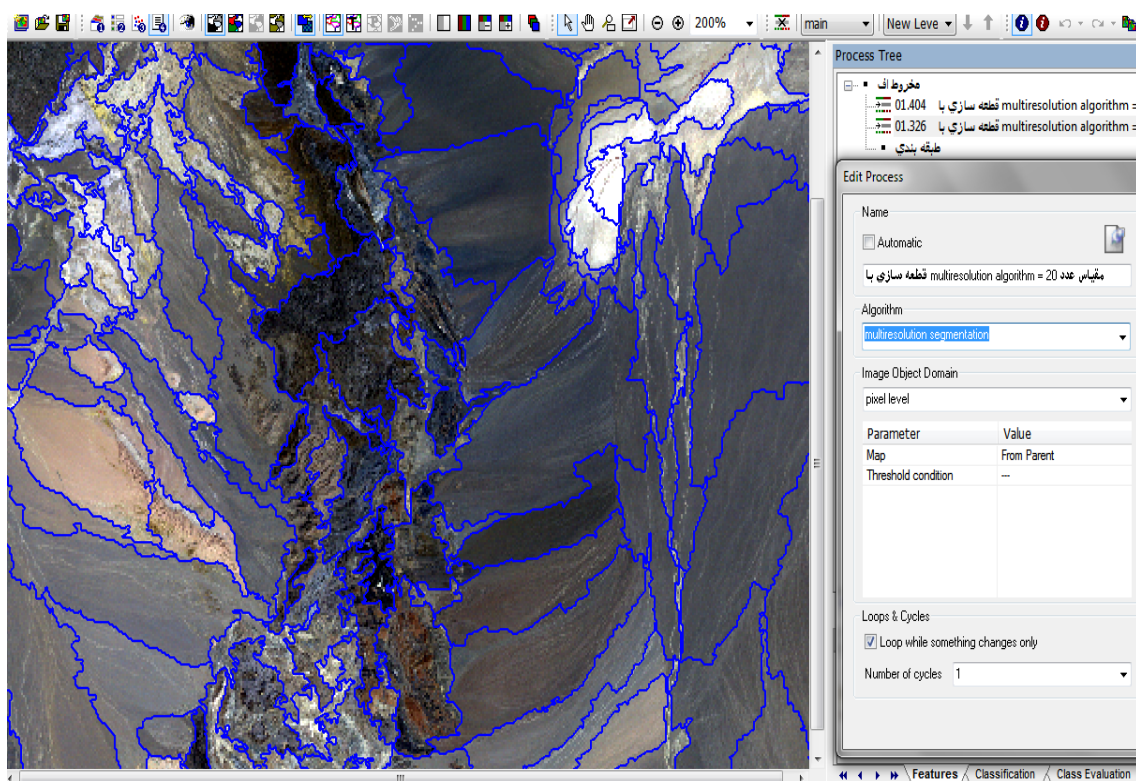 200%
main
New Leve
Process Tree
مخروط اف
01.404 قطعه سازي با multiresolution algorithm =
01.326 قطعه سازي با multiresolution algorithm =
طبقه بندي
Edit Process
Name
Automatic
قطعه سازي با multiresolution algorithm = 20 مقياس عدد
Algorithm
multiresolution segmentation
Image Object Domain
pixel level
Parameter Value
Map From Parent
Threshold condition ---
Loops & Cycles
Loop while something changes only
Number of cycles 1
Features Classification Class Evaluation